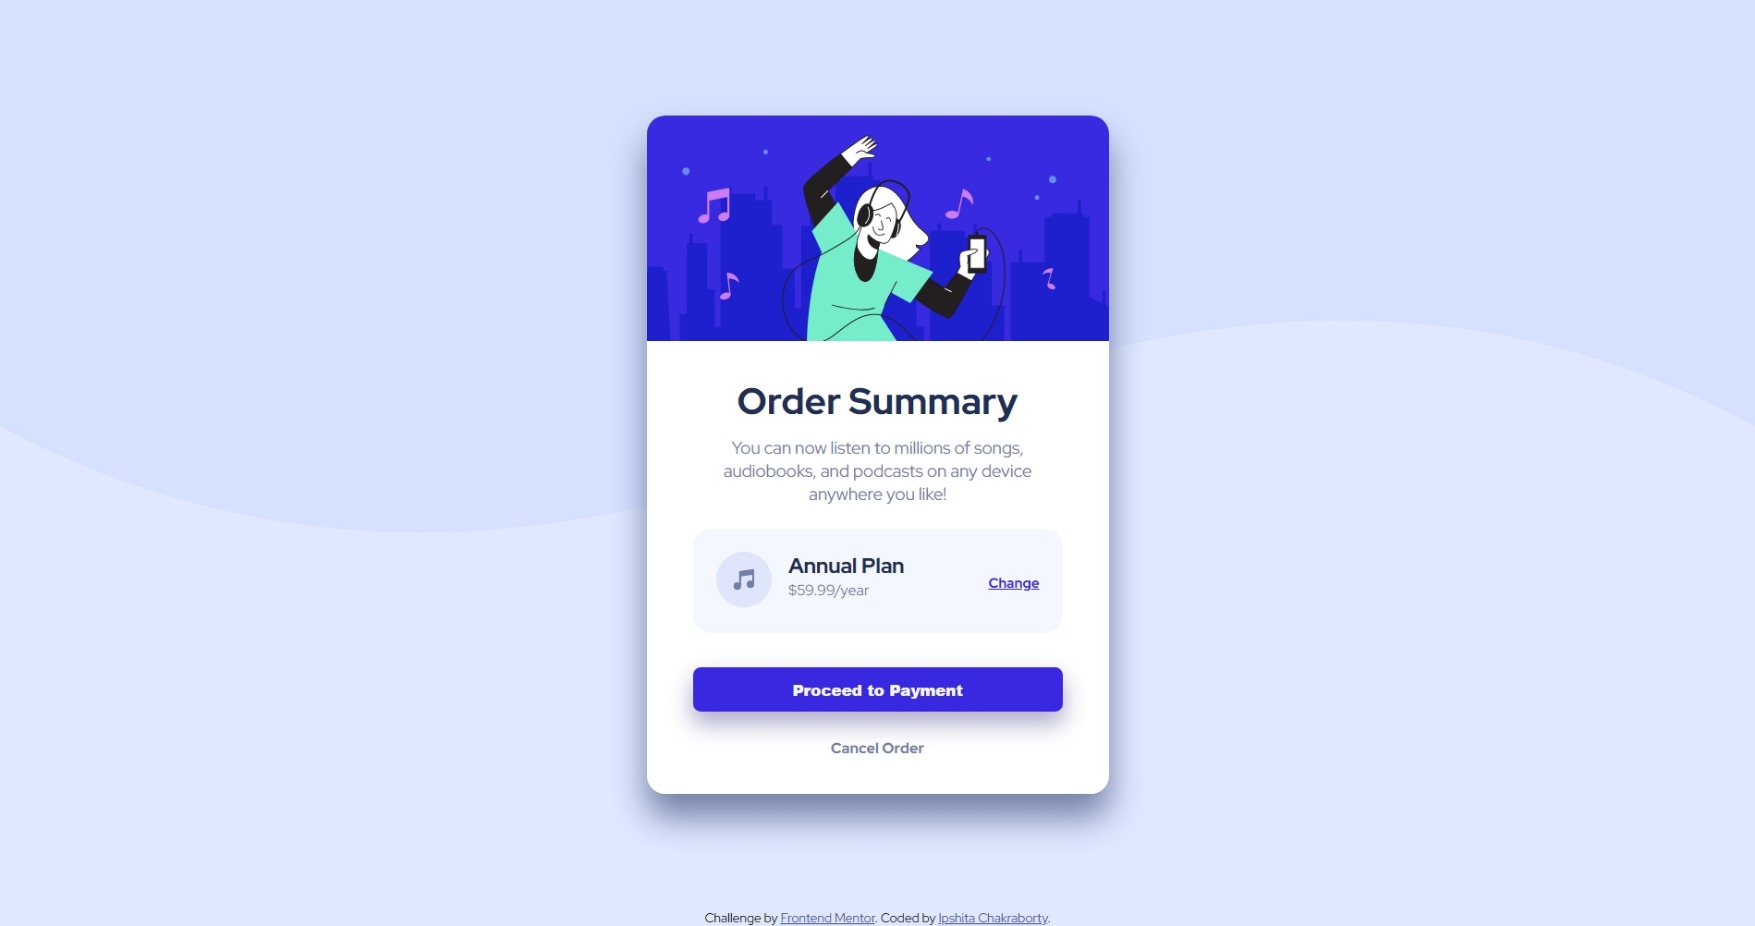 Order Summary
You can now listen to millions of songs,
audiobooks, and podcasts on any device
anywhere you like!
Annual Plan
$59.99/year
Change
Proceed to Payment
Cancel Order
Challenge by Frontend Mentor. Coded by Ipshita Chakraborty.